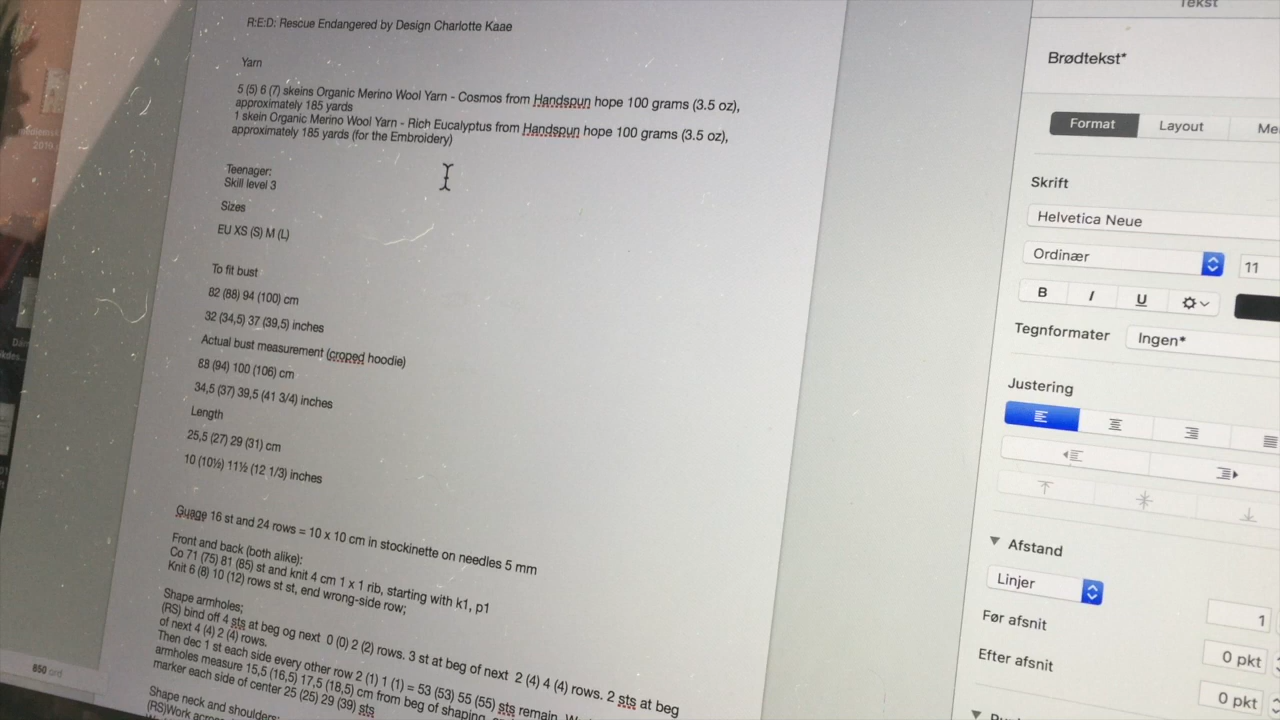 R:E:D: Rescue Endangered by Design Charlotte Kaae
Yarn
5 (5) 6 (7) skeins Organic Merino Wool Yarn - Cosmos from Handspun hope 100 grams (3.5 oz),
approximately 185 yards
1 skein Organic Merino Wool Yarn - Rich Eucalyptus from Handspun hope 100 grams (3.5 oz),
approximately 185 yards (for the Embroidery)
Teenager:
Skill level 3
Sizes
EU XS (S) M (L)
To fit bust
82 (88) 94 (100) cm
32 (34,5) 37 (39,5) inches
Actual bust measurement (croped hoodie)
88 (94) 100 (106) cm
34,5 (37) 39,5 (41 3/4) inches
Length
25,5 (27) 29 (31) cm
10 (10½) 11½ (12 1/3) inches
Guage 16 st and 24 rows = 10 x 10 cm in stockinette on needles 5 mm
Front and back (both alike):
Co 71 (75) 81 (85) st and knit 4 cm 1 x 1 rib, starting with k1, p1
Knit 6 (8) 10 (12) rows st st, end wrong-side row;
Shape armholes;
(RS) bind off 4 sts at beg og next 0 (0) 2 (2) rows. 3 st at beg of next 2 (4) 4 (4) rows. 2 sts at beg
of next 4 (4) 2 (4) rows.
Then dec 1 st each side every other row 2 (1) 1 (1) = 53 (53) 55 (55) sts remain.
armholes measure 15,5 (16,5) 17,5 (18,5) cm from beg of shaping,
marker each side of center 25 (25) 29 (39) sts
Shape neck and shoulders:
(RS)Work across
850 ord
Tekst
Brødtekst*
Format
Layout
Me
Skrift
Helvetica Neue
Ordinær
11
B I U
Tegnformater
Ingen*
Justering
Afstand
Linjer
1
Før afsnit
0 pkt
Efter afsnit
0 pkt